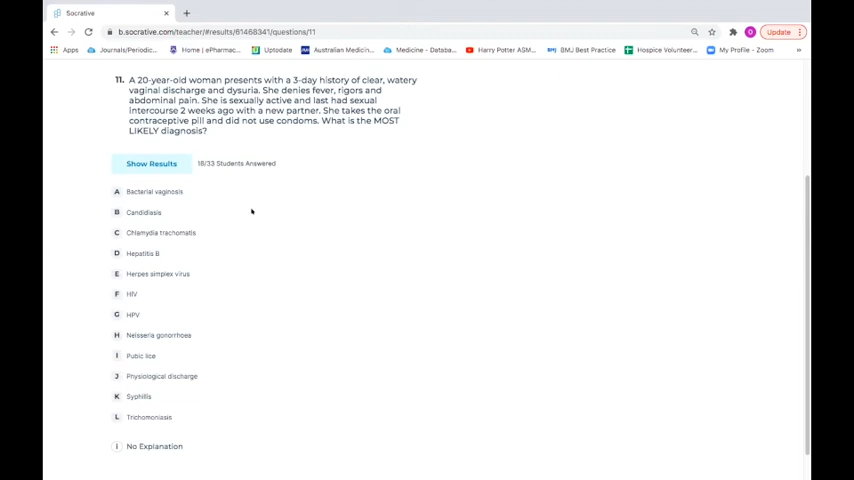 Socrative
b.socrative.com/teacher/#results/61468341/questions/11
Update
Apps
Journals/Periodic...
Home | ePharmac...
Uptodate
Australian Medicin...
Medicine - Databa...
Harry Potter ASM...
BMJ Best Practice
Hospice Volunteer...
My Profile - Zoom
»
11. A 20-year-old woman presents with a 3-day history of clear, watery
vaginal discharge and dysuria. She denies fever, rigors and
abdominal pain. She is sexually active and last had sexual
intercourse 2 weeks ago with a new partner. She takes the oral
contraceptive pill and did not use condoms. What is the MOST
LIKELY diagnosis?
Show Results 18/33 Students Answered
A Bacterial vaginosis
B Candidiasis
C Chlamydia trachomatis
D Hepatitis B
E Herpes simplex virus
F HIV
G HPV
H Neisseria gonorrhoea
I Pubic lice
J Physiological discharge
K Syphillis
L Trichomoniasis
i No Explanation